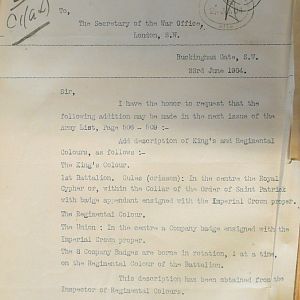 C1(a2)
To,
The Secretary of the War Office,
London, S.W.
Buckingham Gate, S.W.
23rd June 1904.
Sir,
I have the honor to request that the
following addition may be made in the next issue of the
Army List, Page 506 - 509 :-
Add description of King's and Regimental
Colours, as follows :-
The King's Colour.
1st Battalion, Gules (crimson): In the centre the Royal
Cypher or, within the Collar of the Order of Saint Patrick
with badge appendant ensigned with the Imperial Crown proper.
The Regimental Colour.
The Union : In the centre a Company badge ensigned with the
Imperial Crown proper.
The 8 Company Badges are borne in rotation, 1 at a time,
on the Regimental Colour of the Battalion.
This description has been obtained from the
Inspector of Regimental Colours.